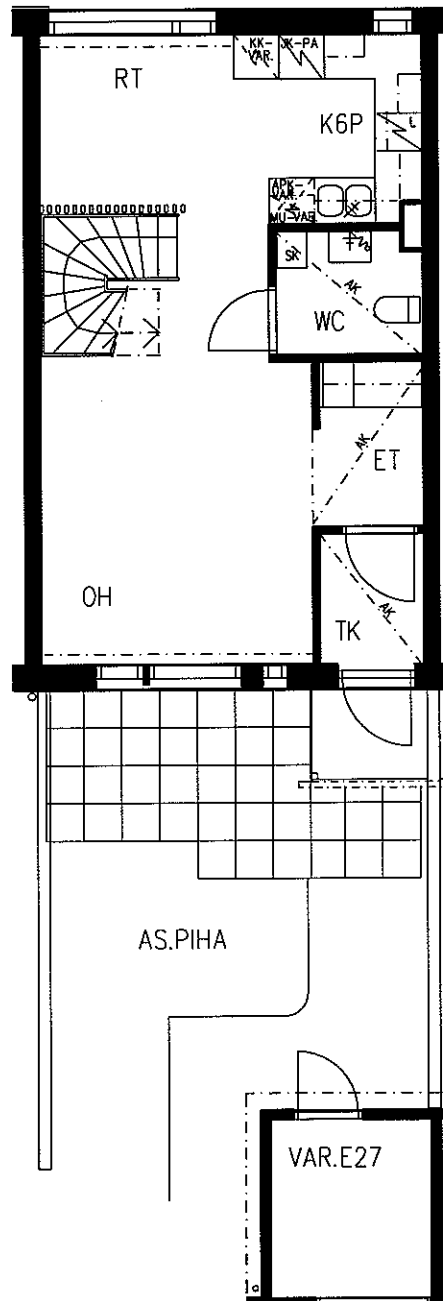 KK-
VAR.
JK-PA
RT
K6P
L
APK-
VAR.
MU-VAR
SK
AK
WC
AK
ET
OH
TK
AK
AS.PIHA
VAR.E27